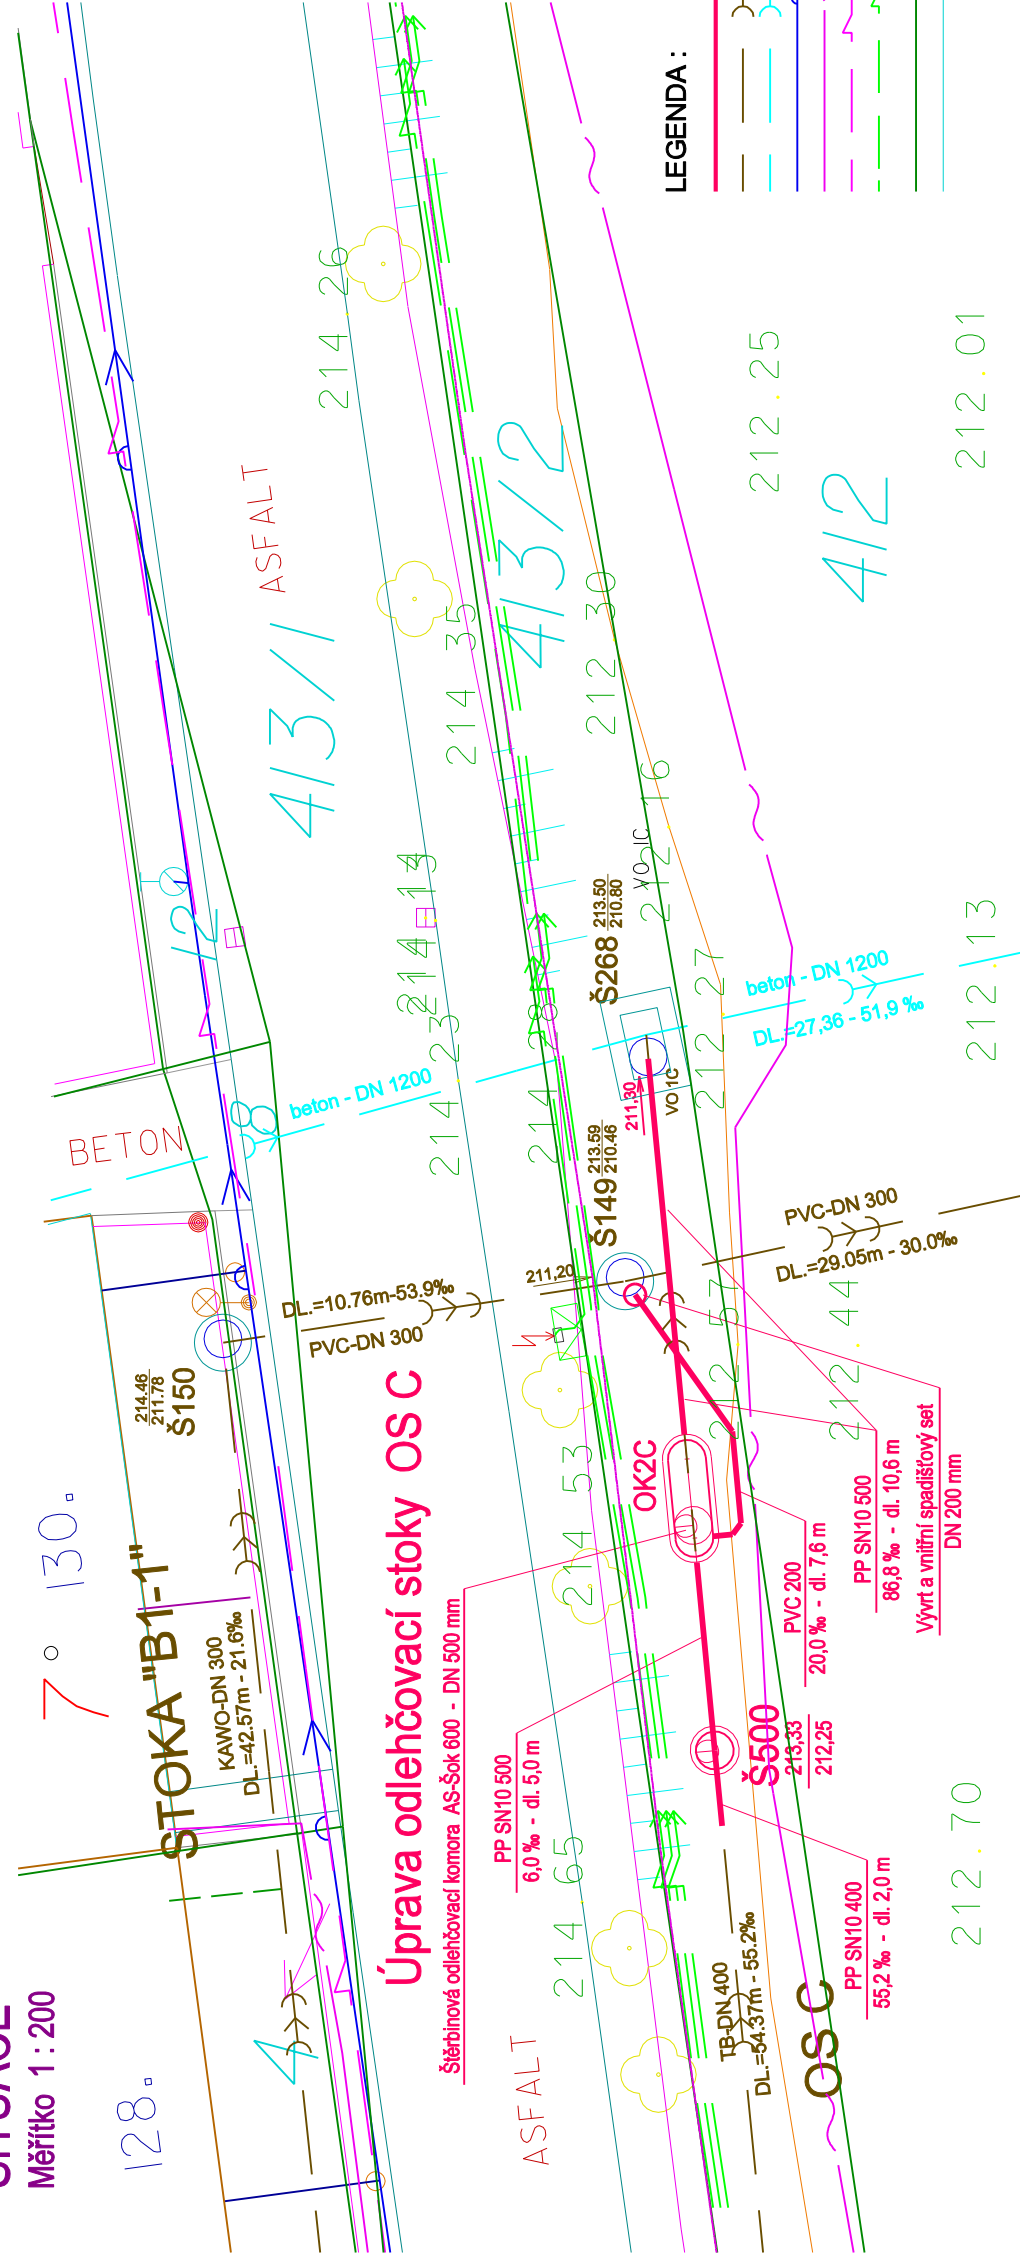 Měřítko 1 : 200
LEGENDA :
128.
7° 130.
STOKA "B1-1"
KAWO-DN 300
DL.=42.57m - 21.6‰
214.46
211.78
Š150
BETON
12
8
4
413/1
ASFALT
214.26
DL.=10.76m-53.9‰
PVC-DN 300
beton - DN 1200
Úprava odlehčovací stoky OS C
Štěrbinová odlehčovací komora AS-Šok 600 - DN 500 mm
214.23
214.14
214.13
214.35
413/2
PP SN10 500
6,0 ‰ - dl. 5,0 m
ASFALT
214.65
214.53
211,20
Š149
213.59
210.46
Š268
213.50
210.80
212.30
211,30
VO1C
VO 1C
212.16
OK2C
212.57
212.27
beton - DN 1200
DL.=27,36 - 51,9 ‰
212.25
TB-DN 400
DL.=54.37m - 55.2‰
Š500
213,33
212,25
PVC 200
20,0 ‰ - dl. 7,6 m
PVC-DN 300
DL.=29.05m - 30.0‰
412
OS C
PP SN10 400
55,2 ‰ - dl. 2,0 m
PP SN10 500
86,8 ‰ - dl. 10,6 m
212.44
Vývrt a vnitřní spadišťový set
DN 200 mm
212.70
212.13
212.01